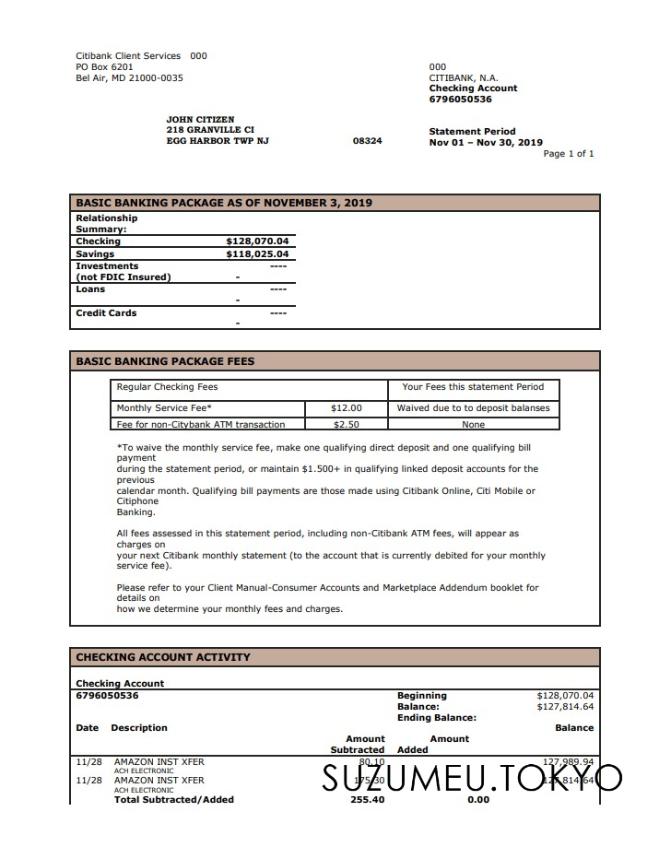 Citibank Client Services 000
PO Box 6201
Bel Air, MD 21000-0035
000
CITIBANK, N.A.
Checking Account
6796050536
JOHN CITIZEN
218 GRANVILLE CI
EGG HARBOR TWP NJ 08324
Statement Period
Nov 01 – Nov 30, 2019
Page 1 of 1
BASIC BANKING PACKAGE AS OF NOVEMBER 3, 2019
Relationship
Summary:
Checking $128,070.04
Savings $118,025.04
Investments ----
(not FDIC Insured) -
Loans ----
-
Credit Cards ----
-
BASIC BANKING PACKAGE FEES
Regular Checking Fees Your Fees this statement Period
Monthly Service Fee* $12.00 Waived due to to deposit balanses
Fee for non-Citybank ATM transaction $2.50 None
*To waive the monthly service fee, make one qualifying direct deposit and one qualifying bill
payment
during the statement period, or maintain $1.500+ in qualifying linked deposit accounts for the
previous
calendar month. Qualifying bill payments are those made using Citibank Online, Citi Mobile or
Citiphone
Banking.
All fees assessed in this statement period, including non-Citibank ATM fees, will appear as
charges on
your next Citibank monthly statement (to the account that is currently debited for your monthly
service fee).
Please refer to your Client Manual-Consumer Accounts and Marketplace Addendum booklet for
details on
how we determine your monthly fees and charges.
CHECKING ACCOUNT ACTIVITY
Checking Account
6796050536 Beginning $128,070.04
Balance: $127,814.64
Ending Balance:
Date Description Balance
Amount Amount
Subtracted Added
11/28 AMAZON INST XFER 80.10 127,989.94
ACH ELECTRONIC
11/28 AMAZON INST XFER 175.30 127,814.64
ACH ELECTRONIC
Total Subtracted/Added 255.40 0.00
SUZUMEU.TOKYO